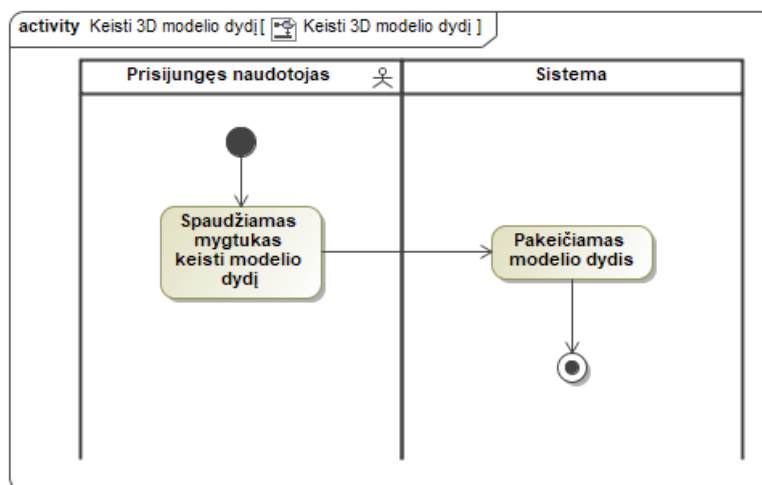 activity Keisti 3D modelio dydį[ Keisti 3D modelio dydį ]
Prisijungęs naudotojas
Sistema
Spaudžiamas
mygtukas
keisti modelio
dydį
Pakeičiamas
modelio dydis